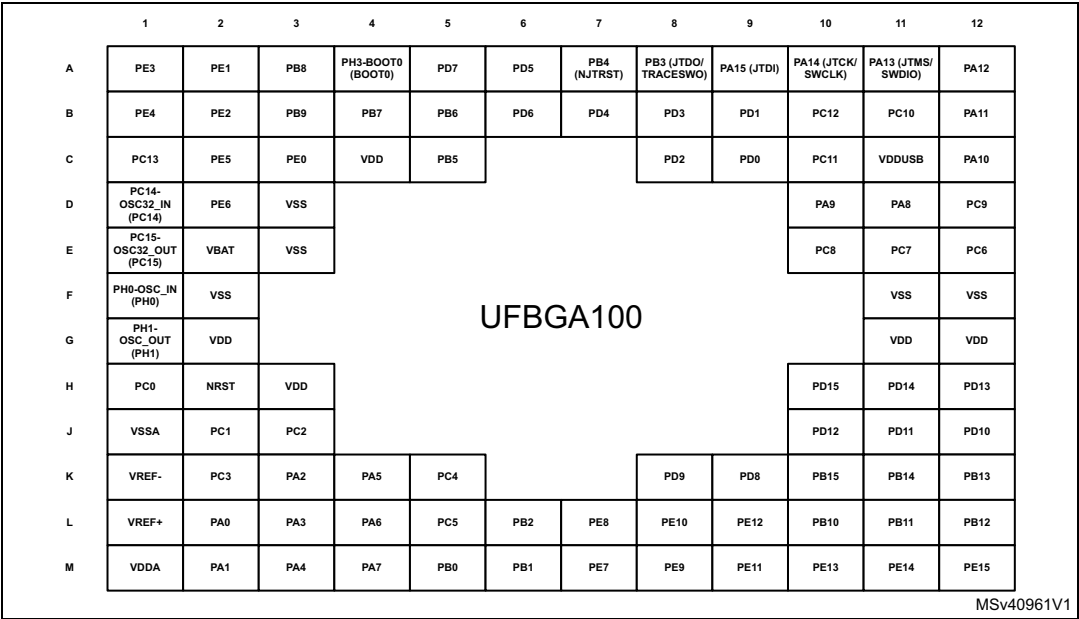 1 2 3 4 5 6 7 8 9 10 11 12
A PE3 PE1 PB8 PH3-BOOT0 (BOOT0) PD7 PD5 PB4 (NJTRST) PB3 (JTDO/ TRACESWO) PA15 (JTDI) PA14 (JTCK/ SWCLK) PA13 (JTMS/ SWDIO) PA12
B PE4 PE2 PB9 PB7 PB6 PD6 PD4 PD3 PD1 PC12 PC10 PA11
C PC13 PE5 PE0 VDD PB5 PD2 PD0 PC11 VDDUSB PA10
D PC14- OSC32_IN (PC14) PE6 VSS PA9 PA8 PC9
E PC15- OSC32_OUT (PC15) VBAT VSS PC8 PC7 PC6
F PH0-OSC_IN (PH0) VSS VSS VSS
UFBGA100
G PH1- OSC_OUT (PH1) VDD VDD VDD
H PC0 NRST VDD PD15 PD14 PD13
J VSSA PC1 PC2 PD12 PD11 PD10
K VREF- PC3 PA2 PA5 PC4 PD9 PD8 PB15 PB14 PB13
L VREF+ PA0 PA3 PA6 PC5 PB2 PE8 PE10 PE12 PB10 PB11 PB12
M VDDA PA1 PA4 PA7 PB0 PB1 PE7 PE9 PE11 PE13 PE14 PE15
MSv40961V1